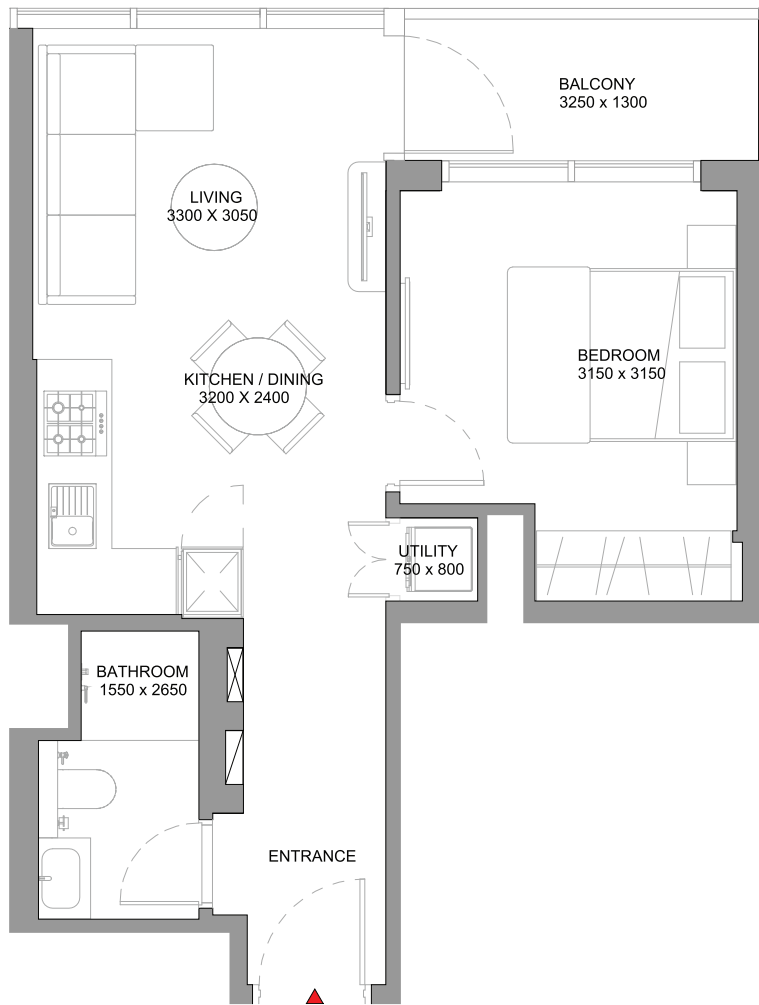 BALCONY
3250 x 1300
LIVING
3300 X 3050
BEDROOM
3150 x 3150
KITCHEN / DINING
3200 X 2400
UTILITY
750 x 800
BATHROOM
1550 x 2650
ENTRANCE